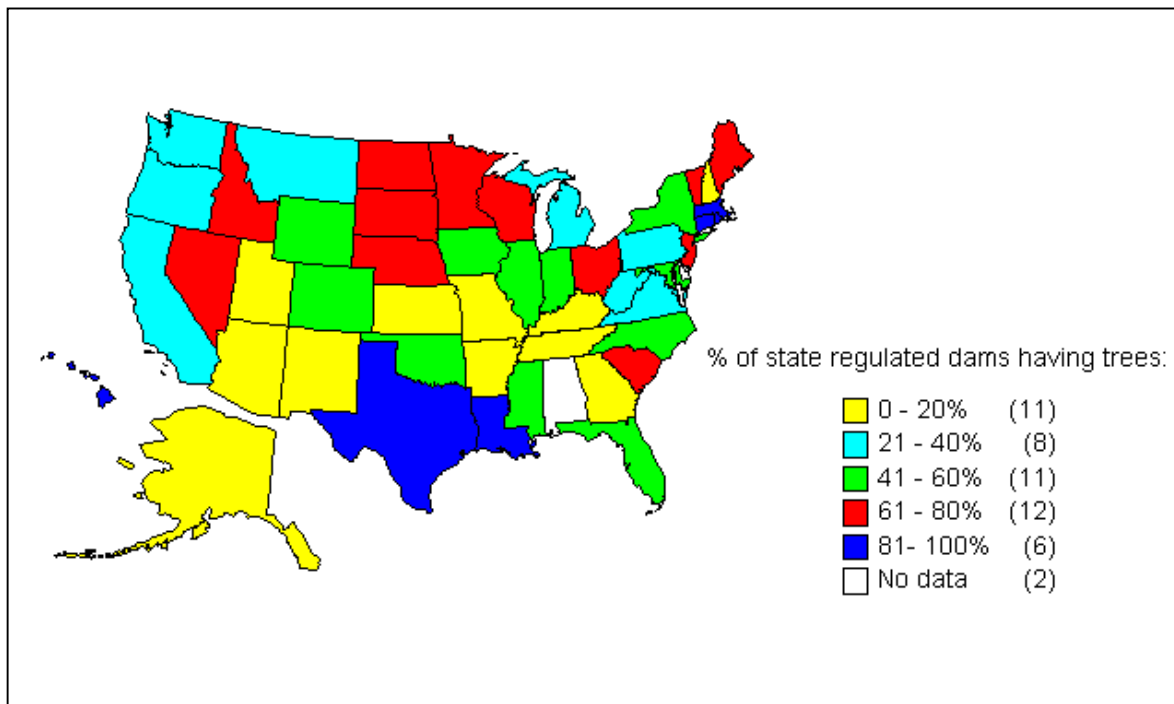 % of state regulated dams having trees:
0 - 20% (11)
21 - 40% (8)
41 - 60% (11)
61 - 80% (12)
81- 100% (6)
No data (2)